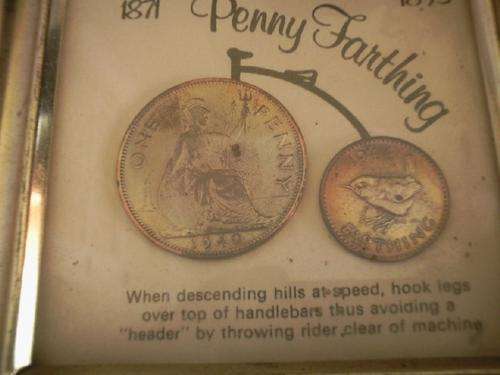 1871
Penny Farthing
ONE PENNY
1940
FARTHING
When descending hills at speed, hook legs
over top of handlebars thus avoiding a
"header" by throwing rider clear of machine